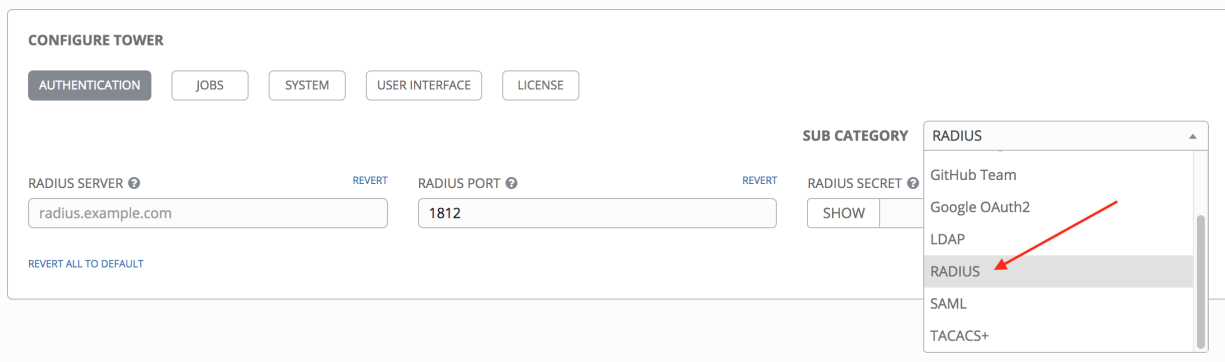 CONFIGURE TOWER
AUTHENTICATION JOBS SYSTEM USER INTERFACE LICENSE
SUB CATEGORY RADIUS
RADIUS SERVER ? REVERT RADIUS PORT ? REVERT RADIUS SECRET ? GitHub Team
radius.example.com 1812 SHOW Google OAuth2
LDAP
REVERT ALL TO DEFAULT RADIUS
SAML
TACACS+